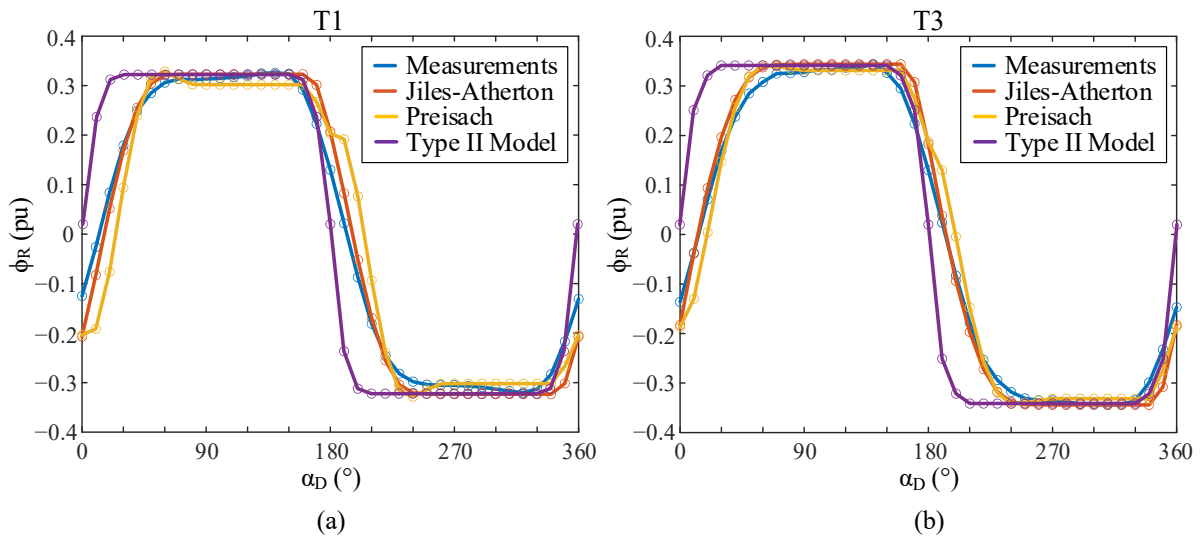 T1
0.4
0.3
0.2
0.1
0
−0.1
−0.2
−0.3
−0.4
ϕR (pu)
Measurements
Jiles-Atherton
Preisach
Type II Model
0 90 180 270 360
αD (°)
(a)
T3
0.4
0.3
0.2
0.1
0
−0.1
−0.2
−0.3
−0.4
ϕR (pu)
Measurements
Jiles-Atherton
Preisach
Type II Model
0 90 180 270 360
αD (°)
(b)